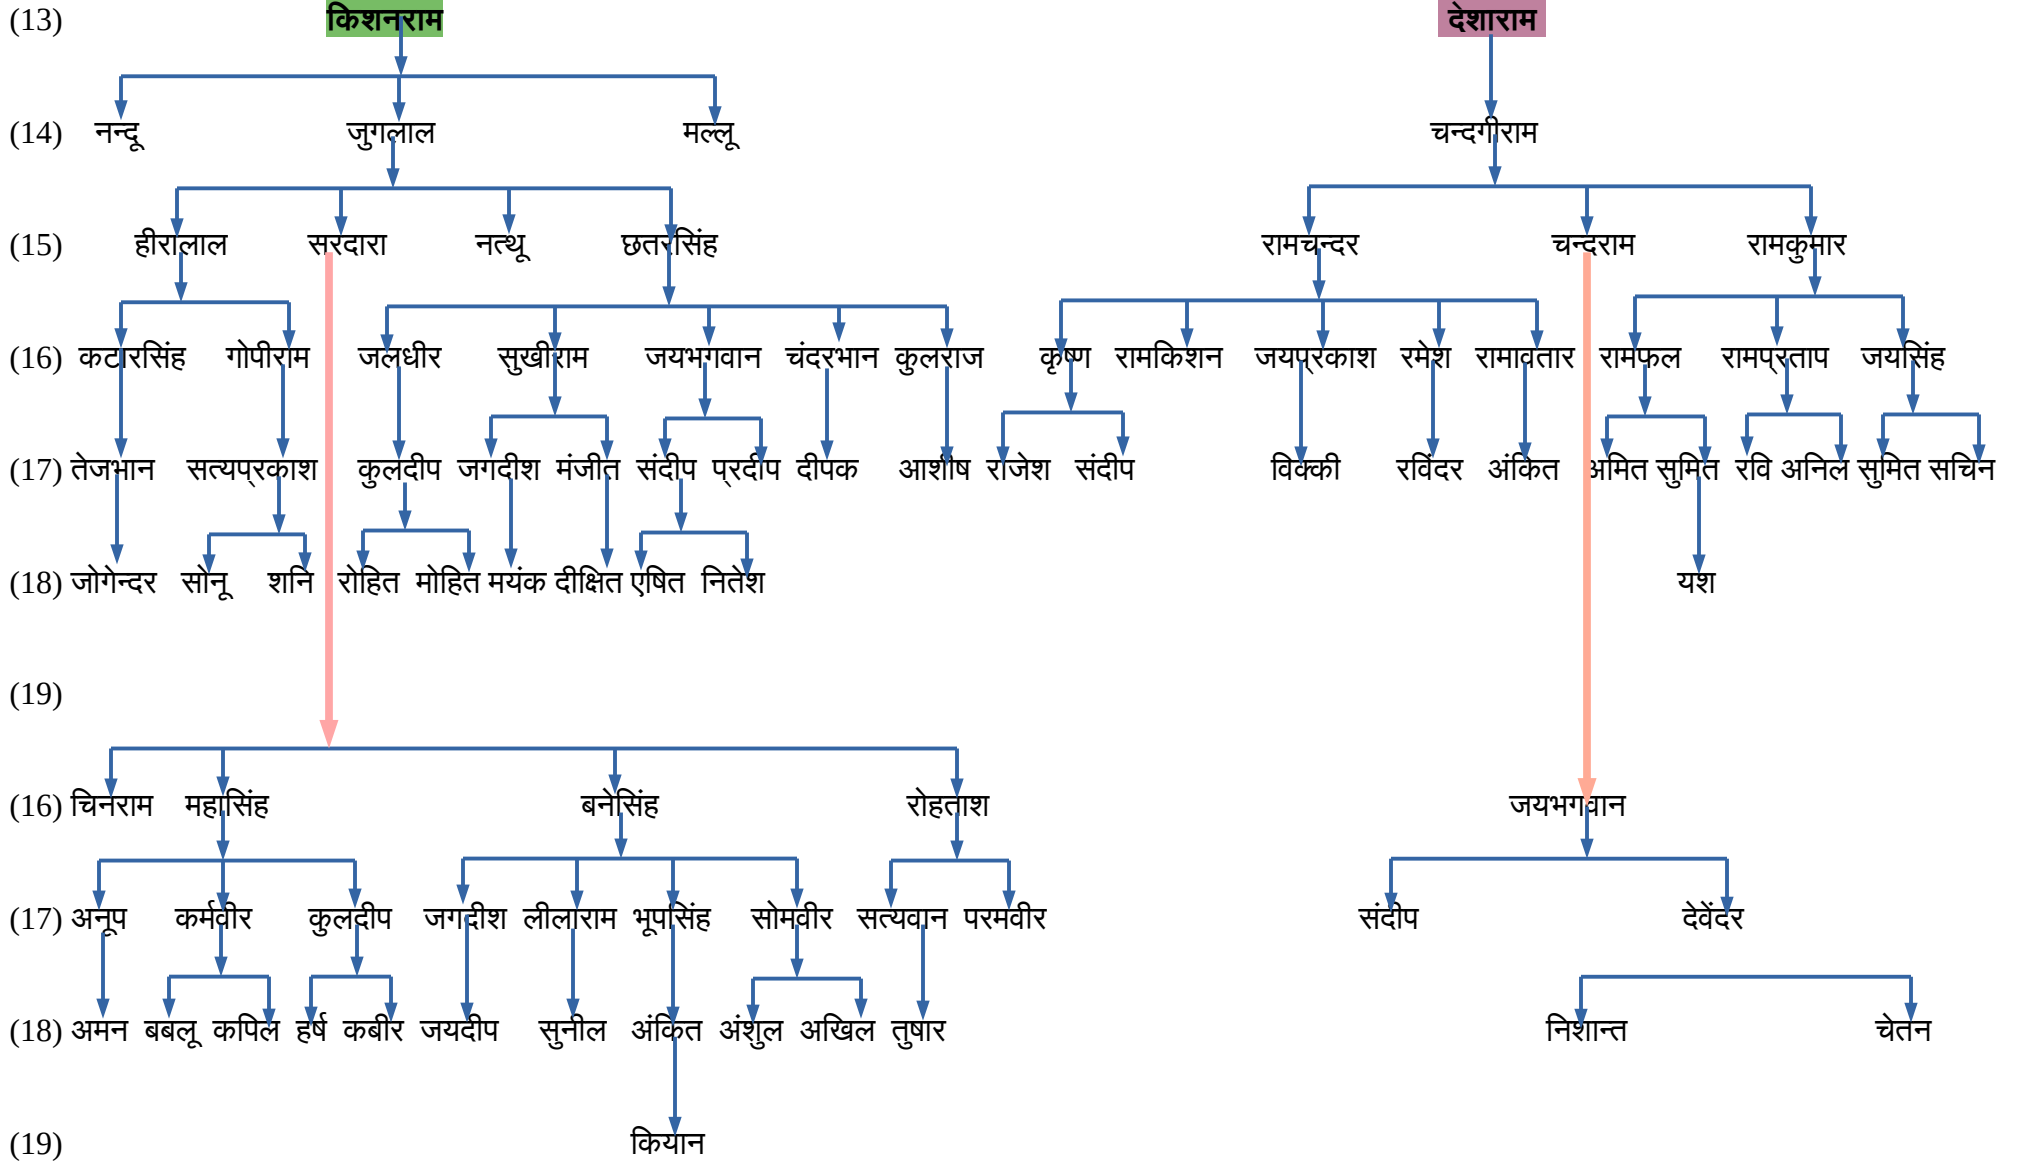 (13) किशनराम देशाराम
(14) नन्दू जुगलाल मल्लू चन्दगीराम
(15) हीरालाल सरदारा नत्थू छतरसिंह रामचन्दर चन्दराम रामकुमार
(16) कटारसिंह गोपीराम जलधीर सुखीराम जयभगवान चंदरभान कुलराज कृष्ण रामकिशन जयप्रकाश रमेश रामावतार रामफल रामप्रताप जयसिंह
(17) तेजभान सत्यप्रकाश कुलदीप जगदीश मंजीत संदीप प्रदीप दीपक आशीष राजेश संदीप विक्की रविंदर अंकित अमित सुमित रवि अनिल सुमित सचिन
(18) जोगेन्दर सोनू शनि रोहित मोहित मयंक दीक्षित एषित नितेश यश
(19)
(16) चिनराम महासिंह बनेसिंह रोहताश जयभगवान
(17) अनूप कर्मवीर कुलदीप जगदीश लीलाराम भूपसिंह सोमवीर सत्यवान परमवीर संदीप देवेंदर
(18) अमन बबलू कपिल हर्ष कबीर जयदीप सुनील अंकित अंशुल अखिल तुषार निशान्त चेतन
(19) कियान